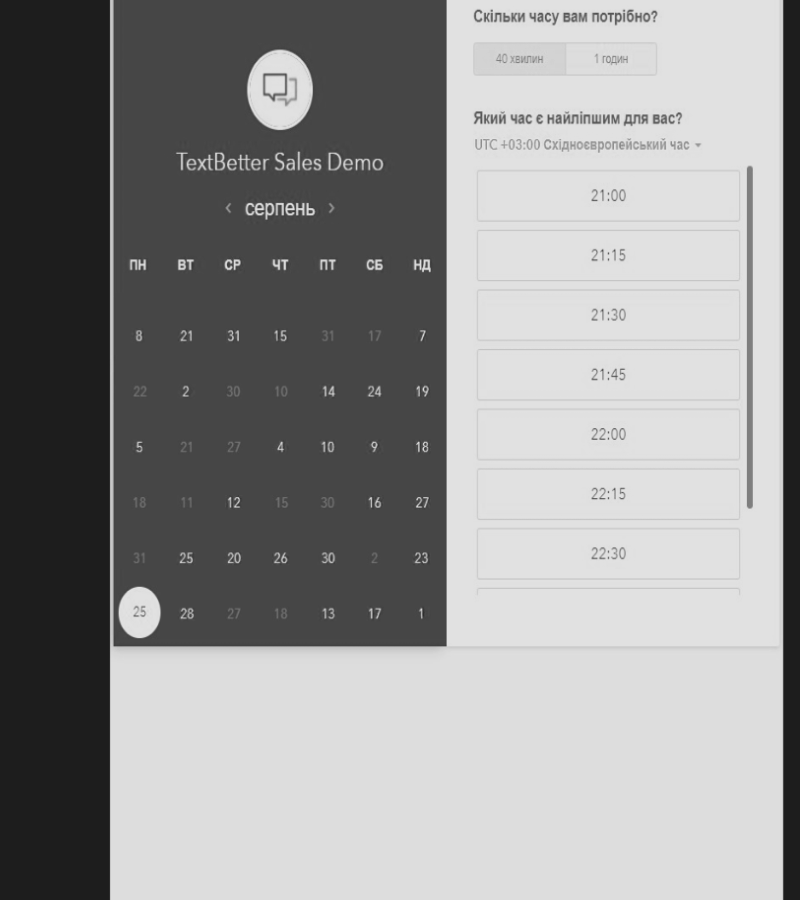 TextBetter Sales Demo
‹ серпень ›
ПН ВТ СР ЧТ ПТ СБ НД
8 21 31 15 31 17 7
22 2 30 10 14 24 19
5 21 27 4 10 9 18
18 11 12 15 30 16 27
31 25 20 26 30 2 23
25 28 27 18 13 17 1
Скільки часу вам потрібно?
40 хвилин 1 годин
Який час є найліпшим для вас?
UTC +03:00 Східноєвропейський час
21:00
21:15
21:30
21:45
22:00
22:15
22:30